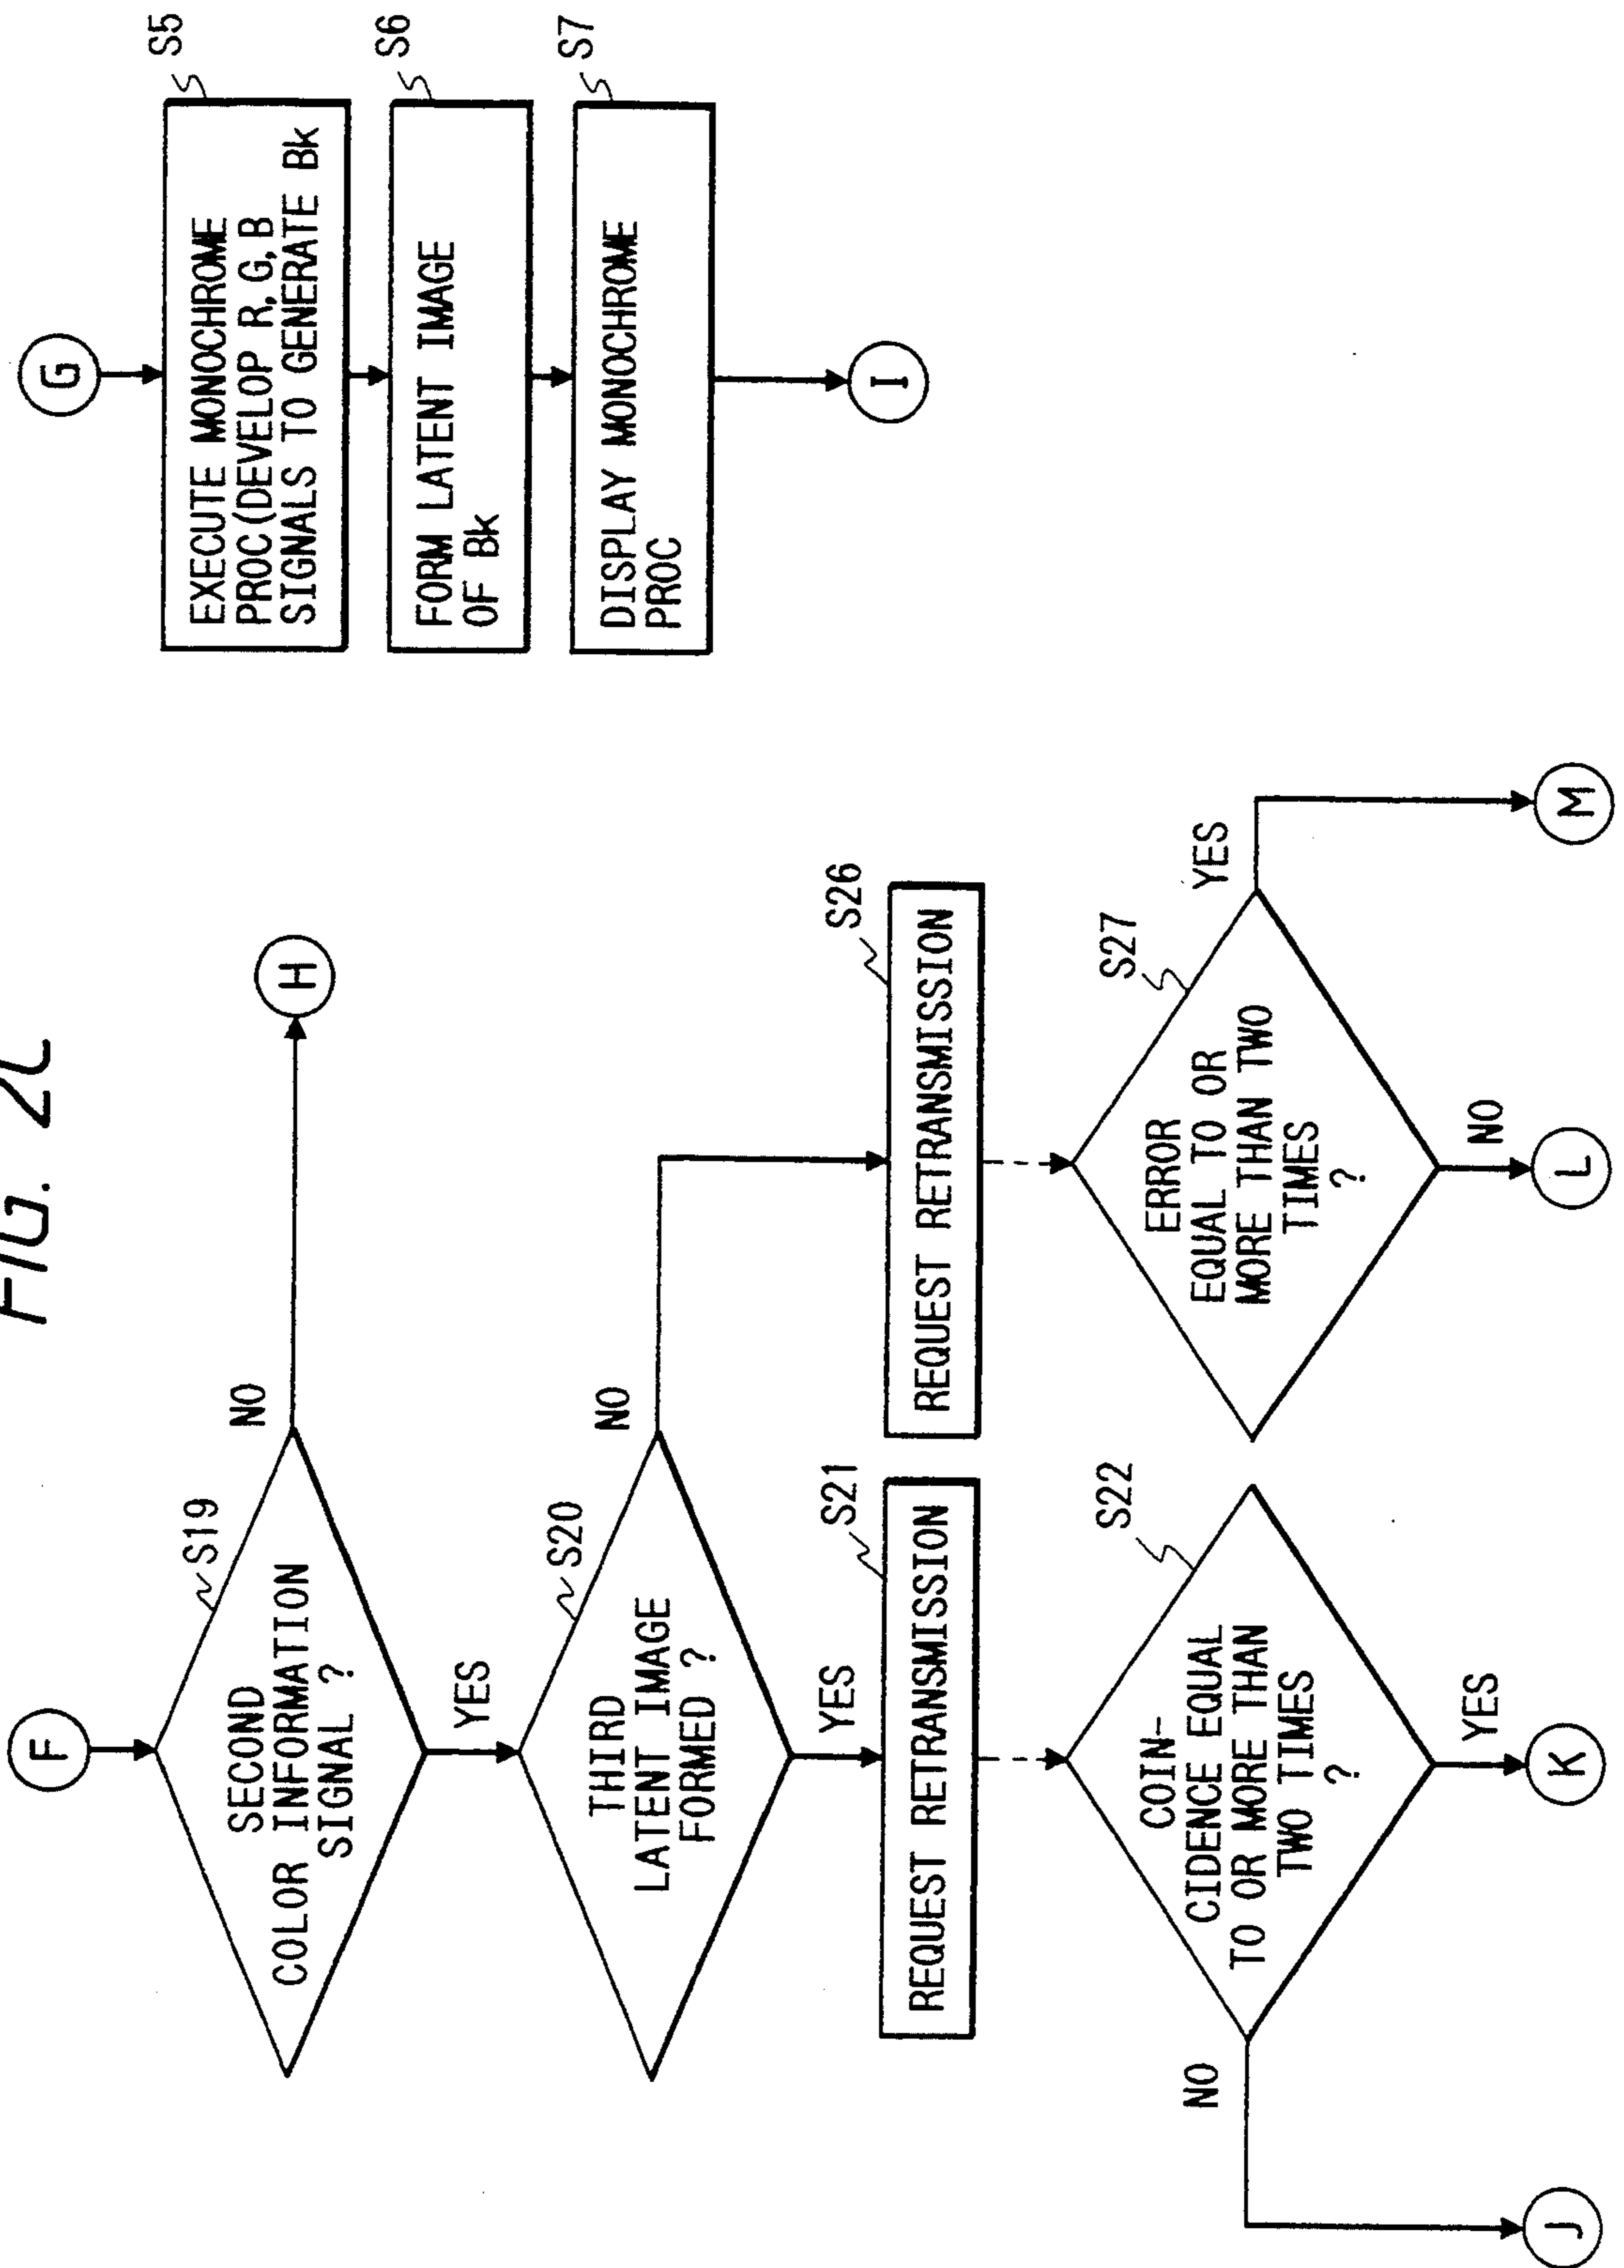 FIG. 2C
F
SECOND
COLOR INFORMATION
SIGNAL ?
S19
NO
H
YES
THIRD
LATENT IMAGE
FORMED ?
S20
NO
YES
REQUEST RETRANSMISSION
S21
REQUEST RETRANSMISSION
S26
COIN-
CIDENCE EQUAL
TO OR MORE THAN
TWO TIMES
?
S22
NO
YES
J
K
ERROR
EQUAL TO OR
MORE THAN TWO
TIMES
?
S27
YES
NO
L
M
G
EXECUTE MONOCHROME
PROC(DEVELOP R, G, B
SIGNALS TO GENERATE Bk
S5
FORM LATENT IMAGE
OF Bk
S6
DISPLAY MONOCHROME
PROC
S7
I